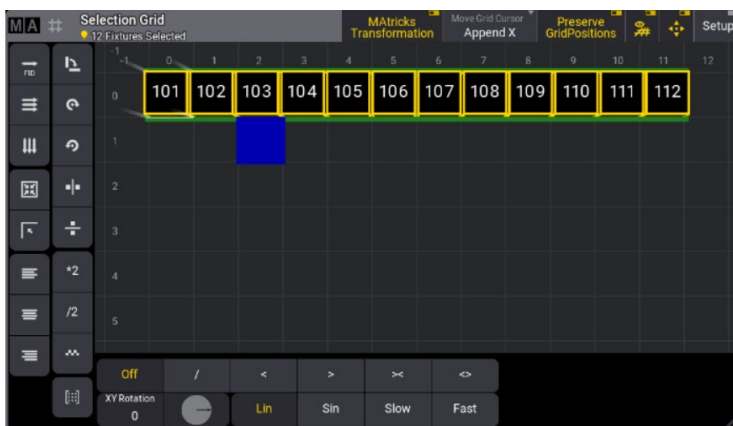 MA Selection Grid
12 Fixtures Selected
MAtricks Transformation
Move Grid Cursor
Append X
Preserve GridPositions
Setup
FID
-1
-1 0 1 2 3 4 5 6 7 8 9 10 11 12
0 101 102 103 104 105 106 107 108 109 110 111 112
1
2
3
*2 4
/2 5
Off / < > >< <>
XY Rotation
0 Lin Sin Slow Fast